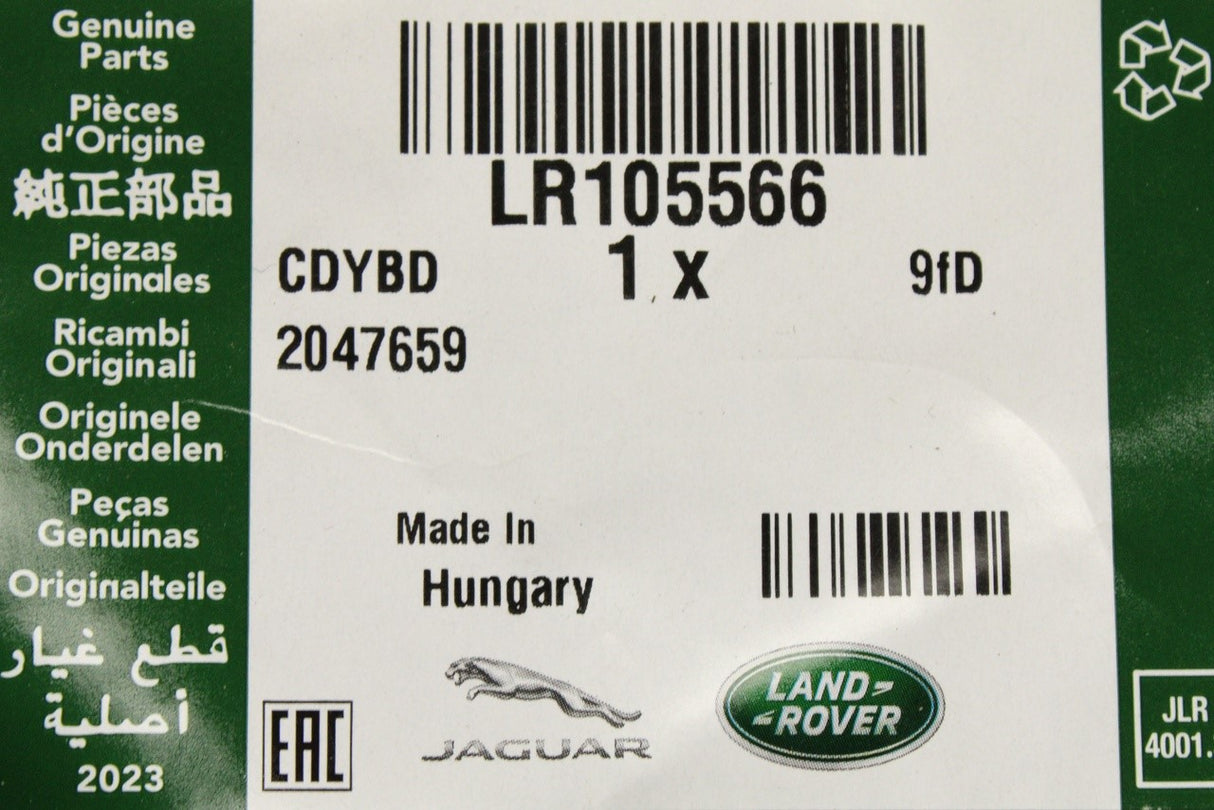 Genuine
Parts
Pièces
d'Origine
純正部品
Piezas
Originales
Ricambi
Originali
Originele
Onderdelen
Peças
Genuinas
Originalteile
قطع غيار
أصلية
2023
LR105566
CDYBD 1 x 9fD
2047659
Made In
Hungary
EAC
JAGUAR
LAND
ROVER
JLR
4001.